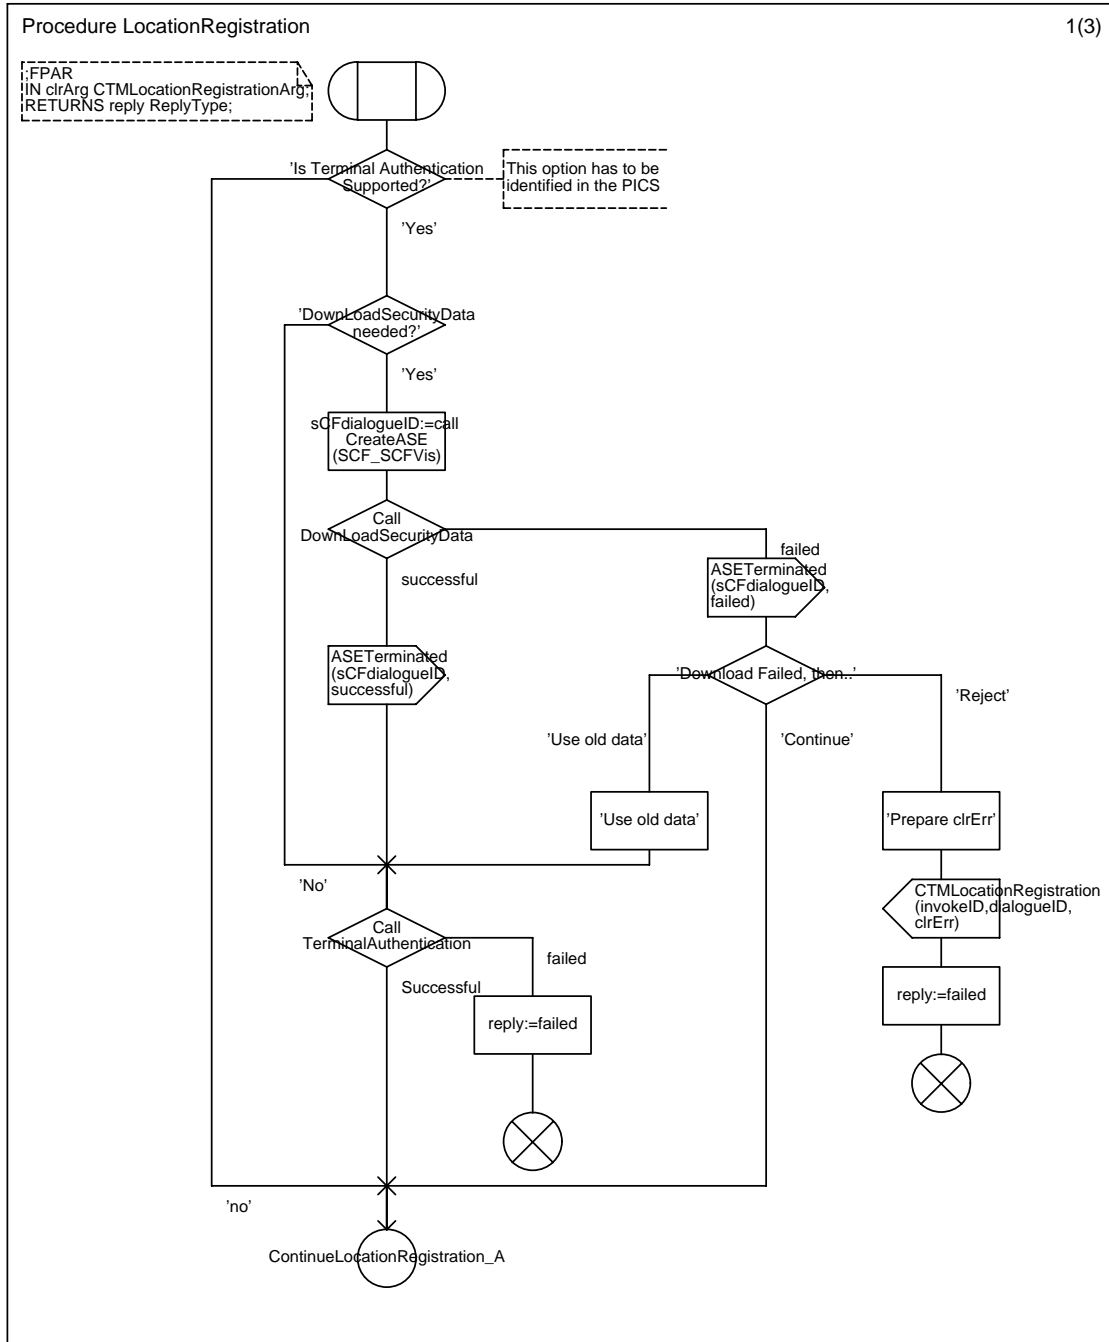 Procedure LocationRegistration
1(3)
;FPAR
IN clrArg CTMLocationRegistrationArg;
RETURNS reply ReplyType;
'Is Terminal Authentication
Supported?'
This option has to be
identified in the PICS
'Yes'
'DownLoadSecurityData
needed?'
'Yes'
sCFdialogueID:=call
CreateASE
(SCF_SCFVis)
Call
DownLoadSecurityData
failed
successful
ASETerminated
(sCFdialogueID,
failed)
ASETerminated
(sCFdialogueID,
successful)
'Download Failed, then..'
'Reject'
'Use old data'
'Continue'
'Use old data'
'Prepare clrErr'
'No'
CTMLocationRegistration
(invokeID,dialogueID,
clrErr)
Call
TerminalAuthentication
failed
Successful
reply:=failed
reply:=failed
'no'
ContinueLocationRegistration_A